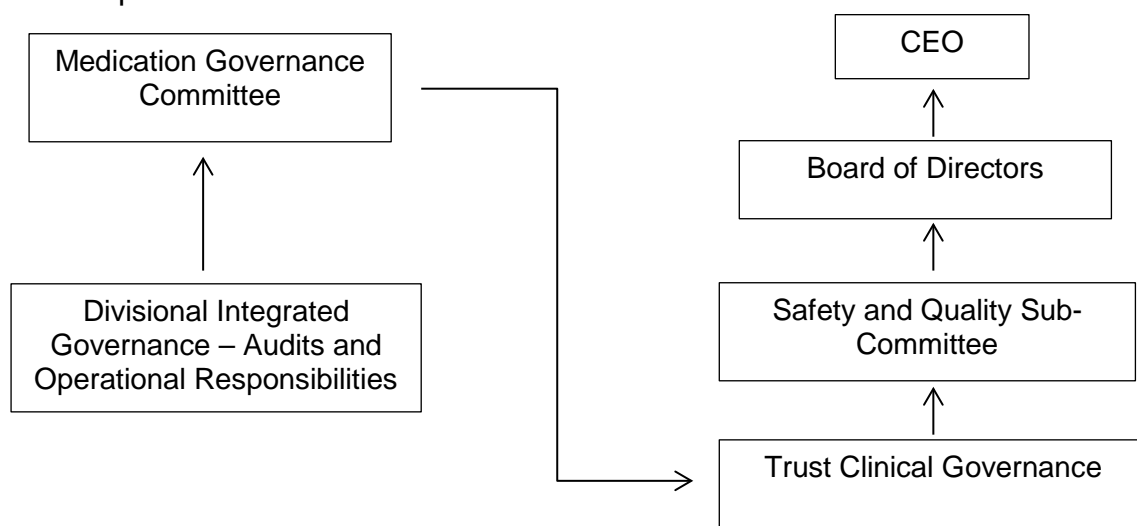 Medication Governance
Committee
Divisional Integrated
Governance – Audits and
Operational Responsibilities
CEO
Board of Directors
Safety and Quality Sub-
Committee
Trust Clinical Governance